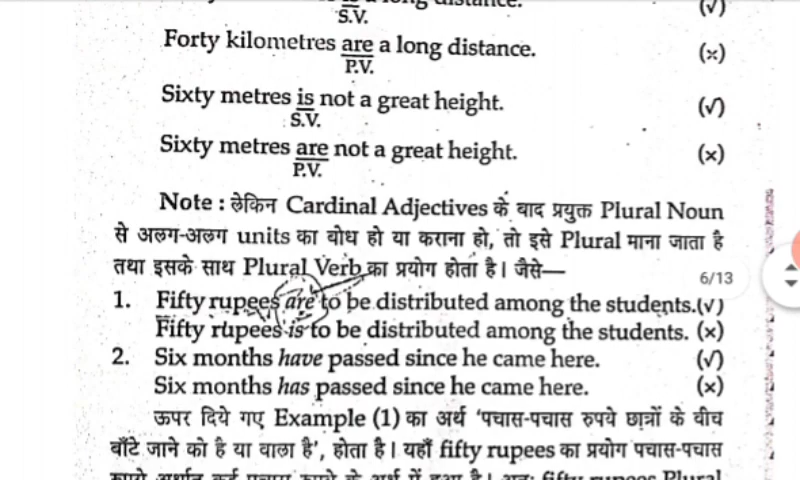 S.V.
(√)
Forty kilometres are a long distance. (×)
P.V.
Sixty metres is not a great height. (√)
S.V.
Sixty metres are not a great height. (×)
P.V.
Note : लेकिन Cardinal Adjectives के बाद प्रयुक्त Plural Noun
से अलग-अलग units का बोध हो या कराना हो, तो इसे Plural माना जाता है
तथा इसके साथ Plural Verb का प्रयोग होता है। जैसे—
6/13
1. Fifty rupees are to be distributed among the students. (√)
Fifty rupees is to be distributed among the students. (×)
2. Six months have passed since he came here. (√)
Six months has passed since he came here. (×)
ऊपर दिये गए Example (1) का अर्थ 'पचास-पचास रुपये छात्रों के बीच
बाँटे जाने को है या वाला है', होता है। यहाँ fifty rupees का प्रयोग पचास-पचास